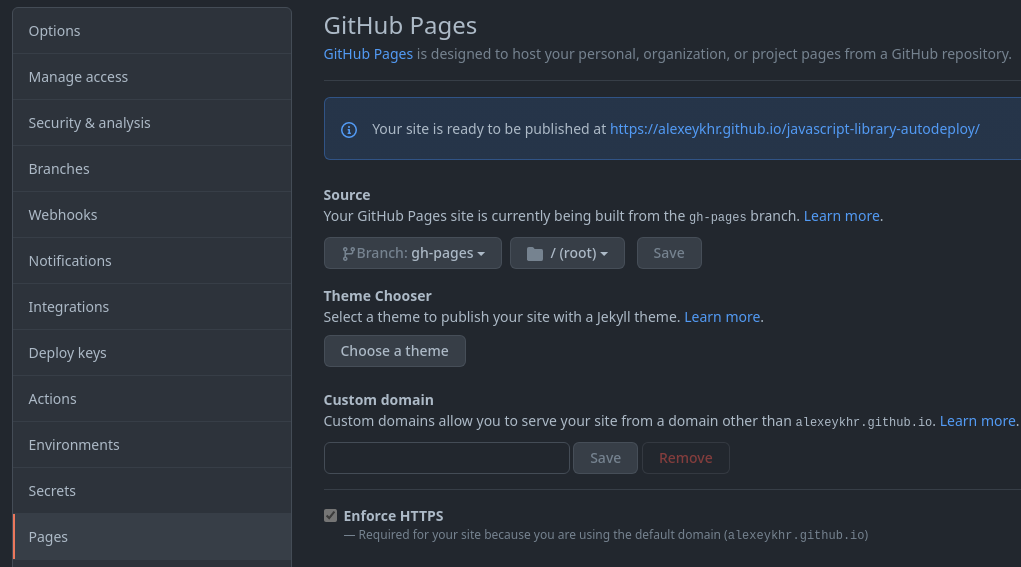 Options
Manage access
Security & analysis
Branches
Webhooks
Notifications
Integrations
Deploy keys
Actions
Environments
Secrets
Pages
GitHub Pages
GitHub Pages is designed to host your personal, organization, or project pages from a GitHub repository.
Your site is ready to be published at https://alexeykhr.github.io/javascript-library-autodeploy/
Source
Your GitHub Pages site is currently being built from the gh-pages branch. Learn more.
Branch: gh-pages / (root) Save
Theme Chooser
Select a theme to publish your site with a Jekyll theme. Learn more.
Choose a theme
Custom domain
Custom domains allow you to serve your site from a domain other than alexeykhr.github.io. Learn more.
Save Remove
Enforce HTTPS
— Required for your site because you are using the default domain (alexeykhr.github.io)